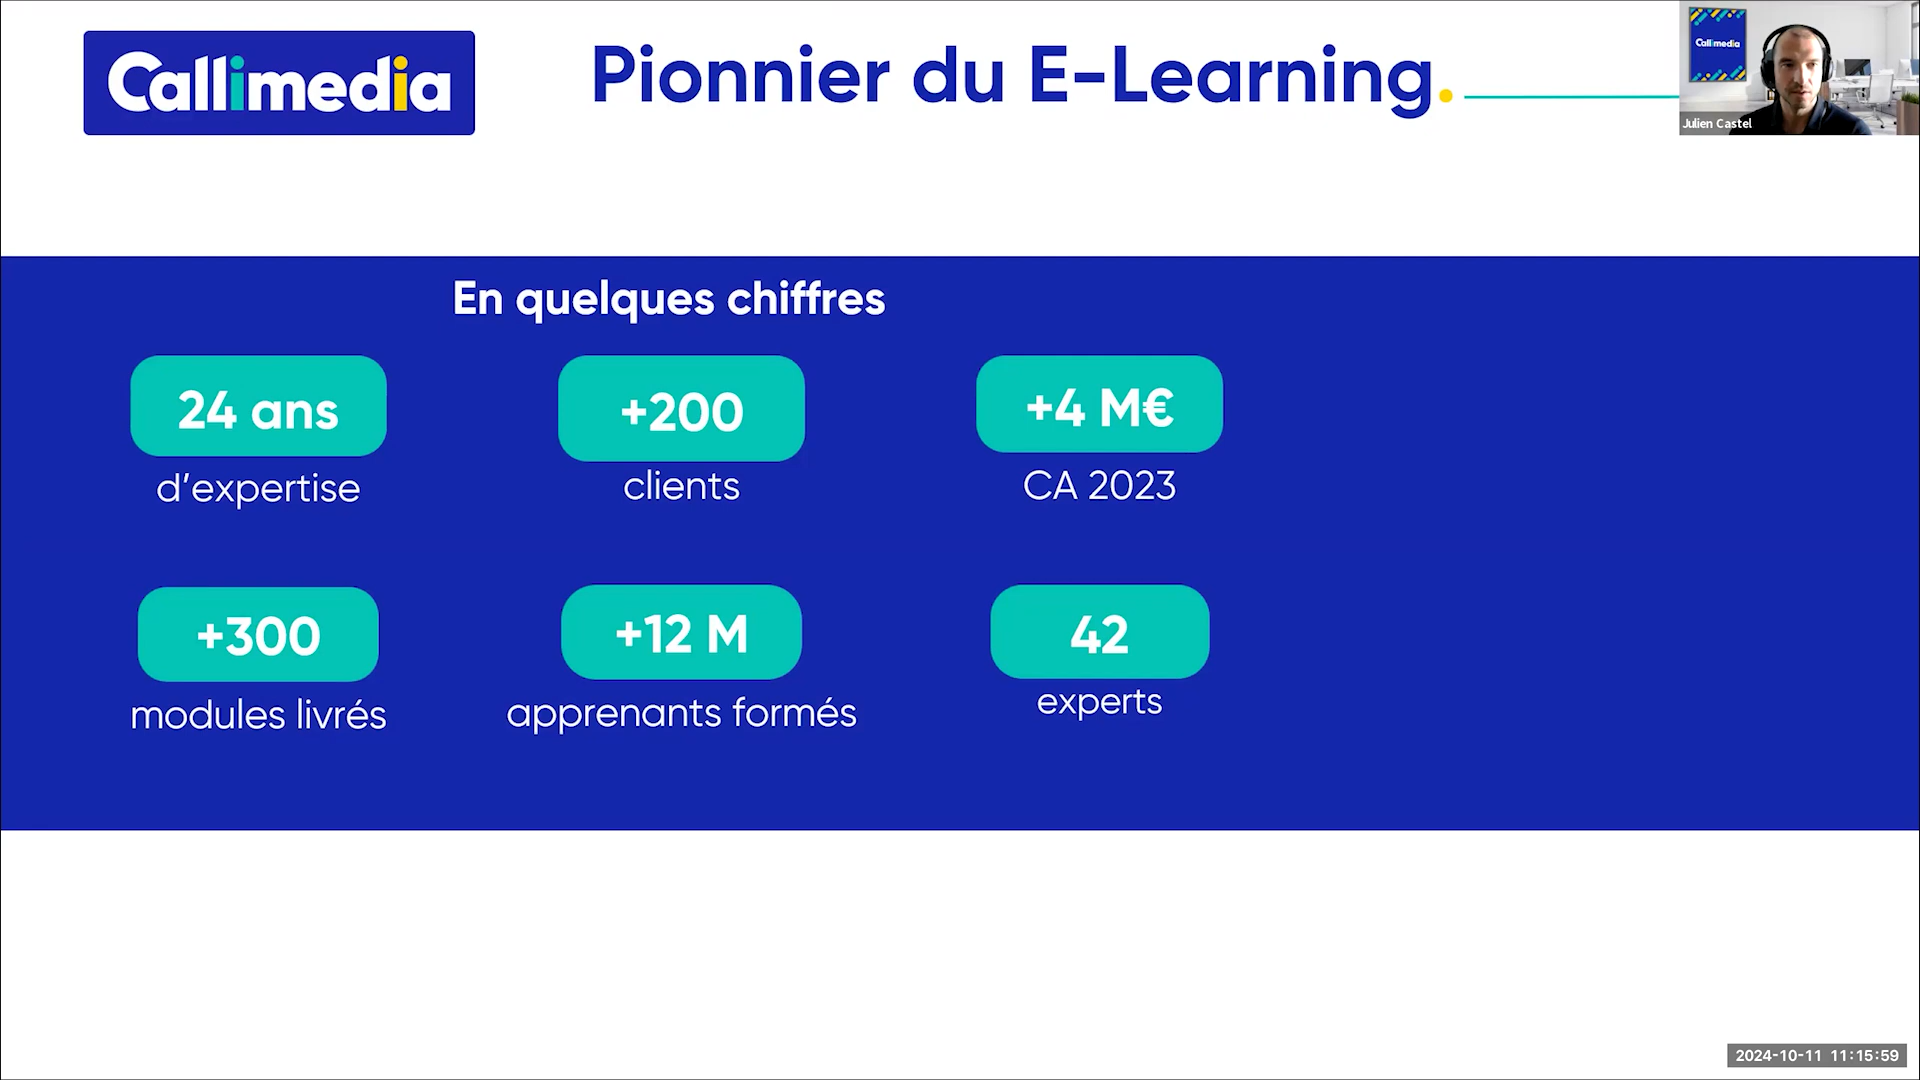 Callimedia
Pionnier du E-Learning.
Callimedia
Julien Castel
En quelques chiffres
24 ans
d’expertise
+200
clients
+4 M€
CA 2023
+300
modules livrés
+12 M
apprenants formés
42
experts
2024-10-11 11:15:59